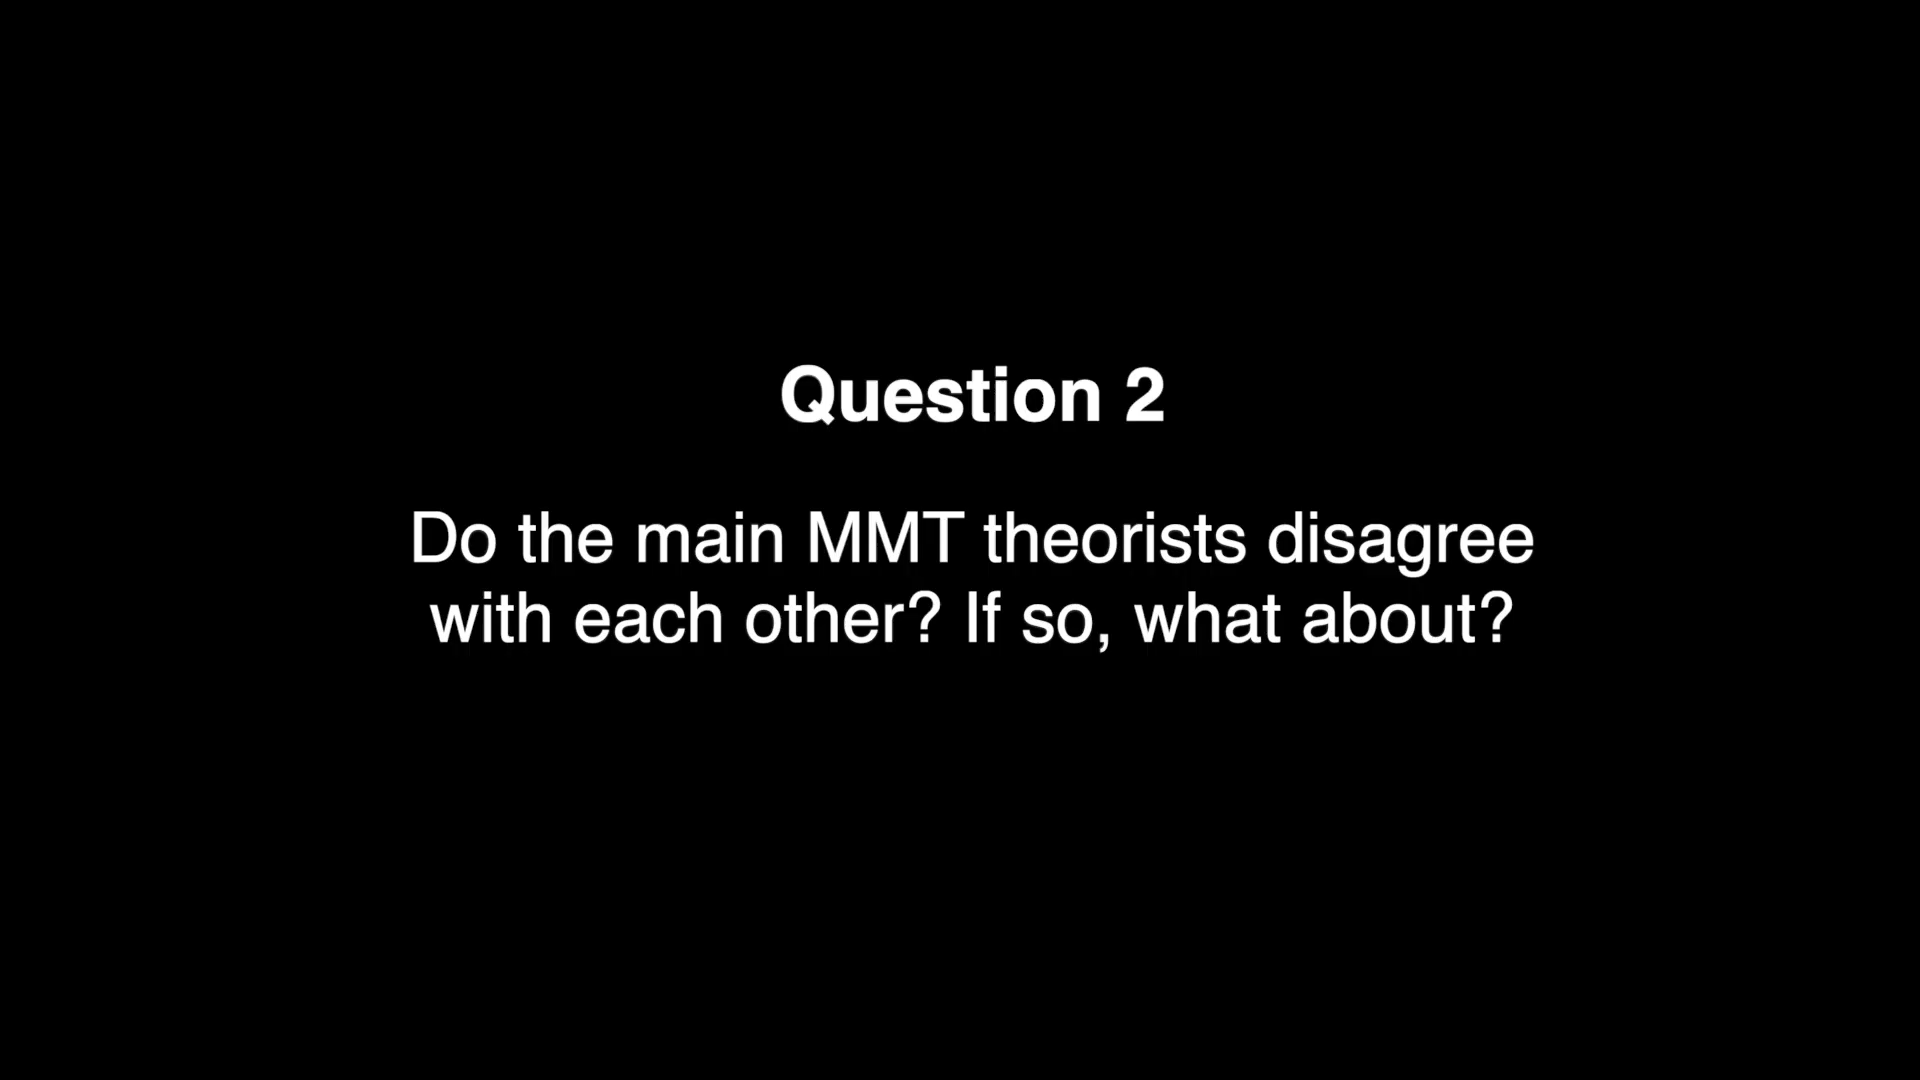 Question 2
Do the main MMT theorists disagree
with each other? If so, what about?